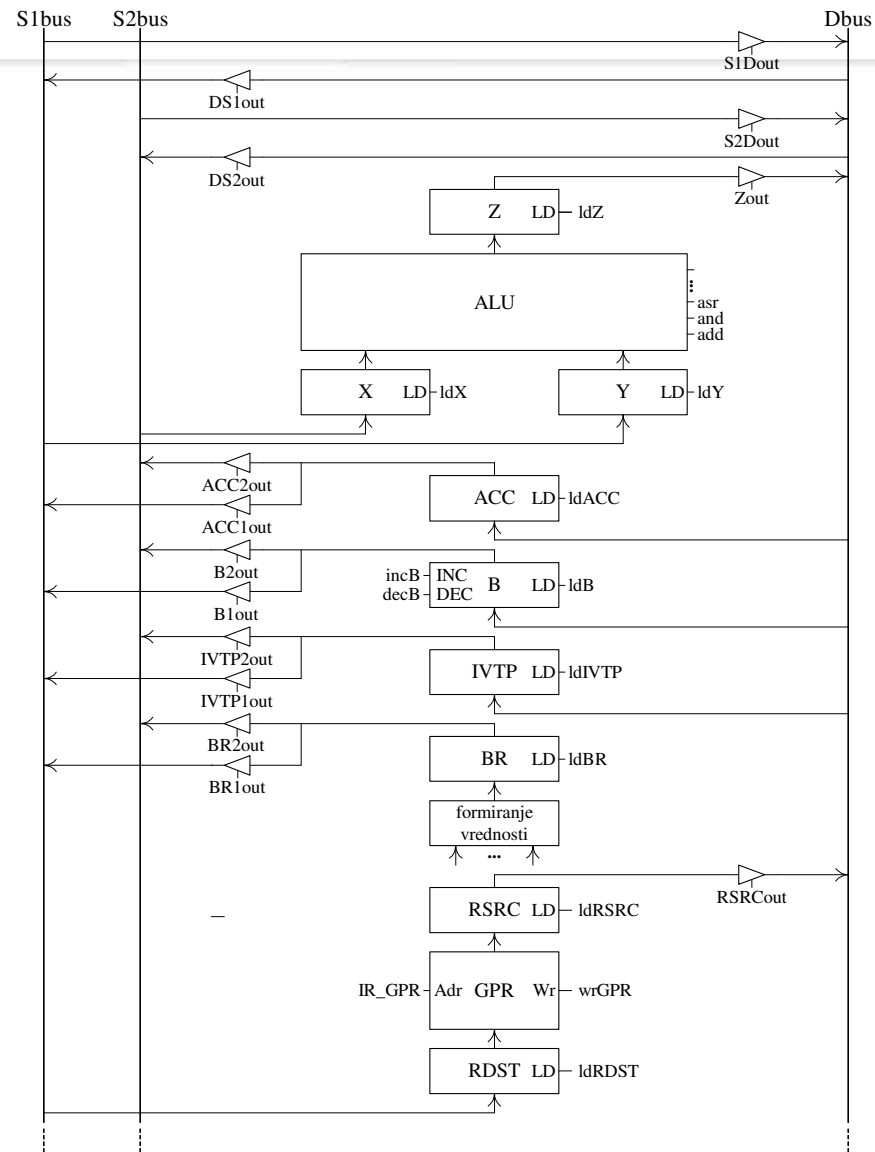 S1bus S2bus Dbus
S1Dout
DS1out
S2Dout
DS2out
Zout
Z LD ldZ
ALU
asr
and
add
X LD ldX
Y LD ldY
ACC2out
ACC LD ldACC
ACC1out
B2out
incB INC B LD ldB
decB DEC
B1out
IVTP2out
IVTP LD ldIVTP
IVTP1out
BR2out
BR LD ldBR
BR1out
formiranje
vrednosti
...
RSRCout
RSRC LD ldRSRC
IR_GPR Adr GPR Wr wrGPR
RDST LD ldRDST